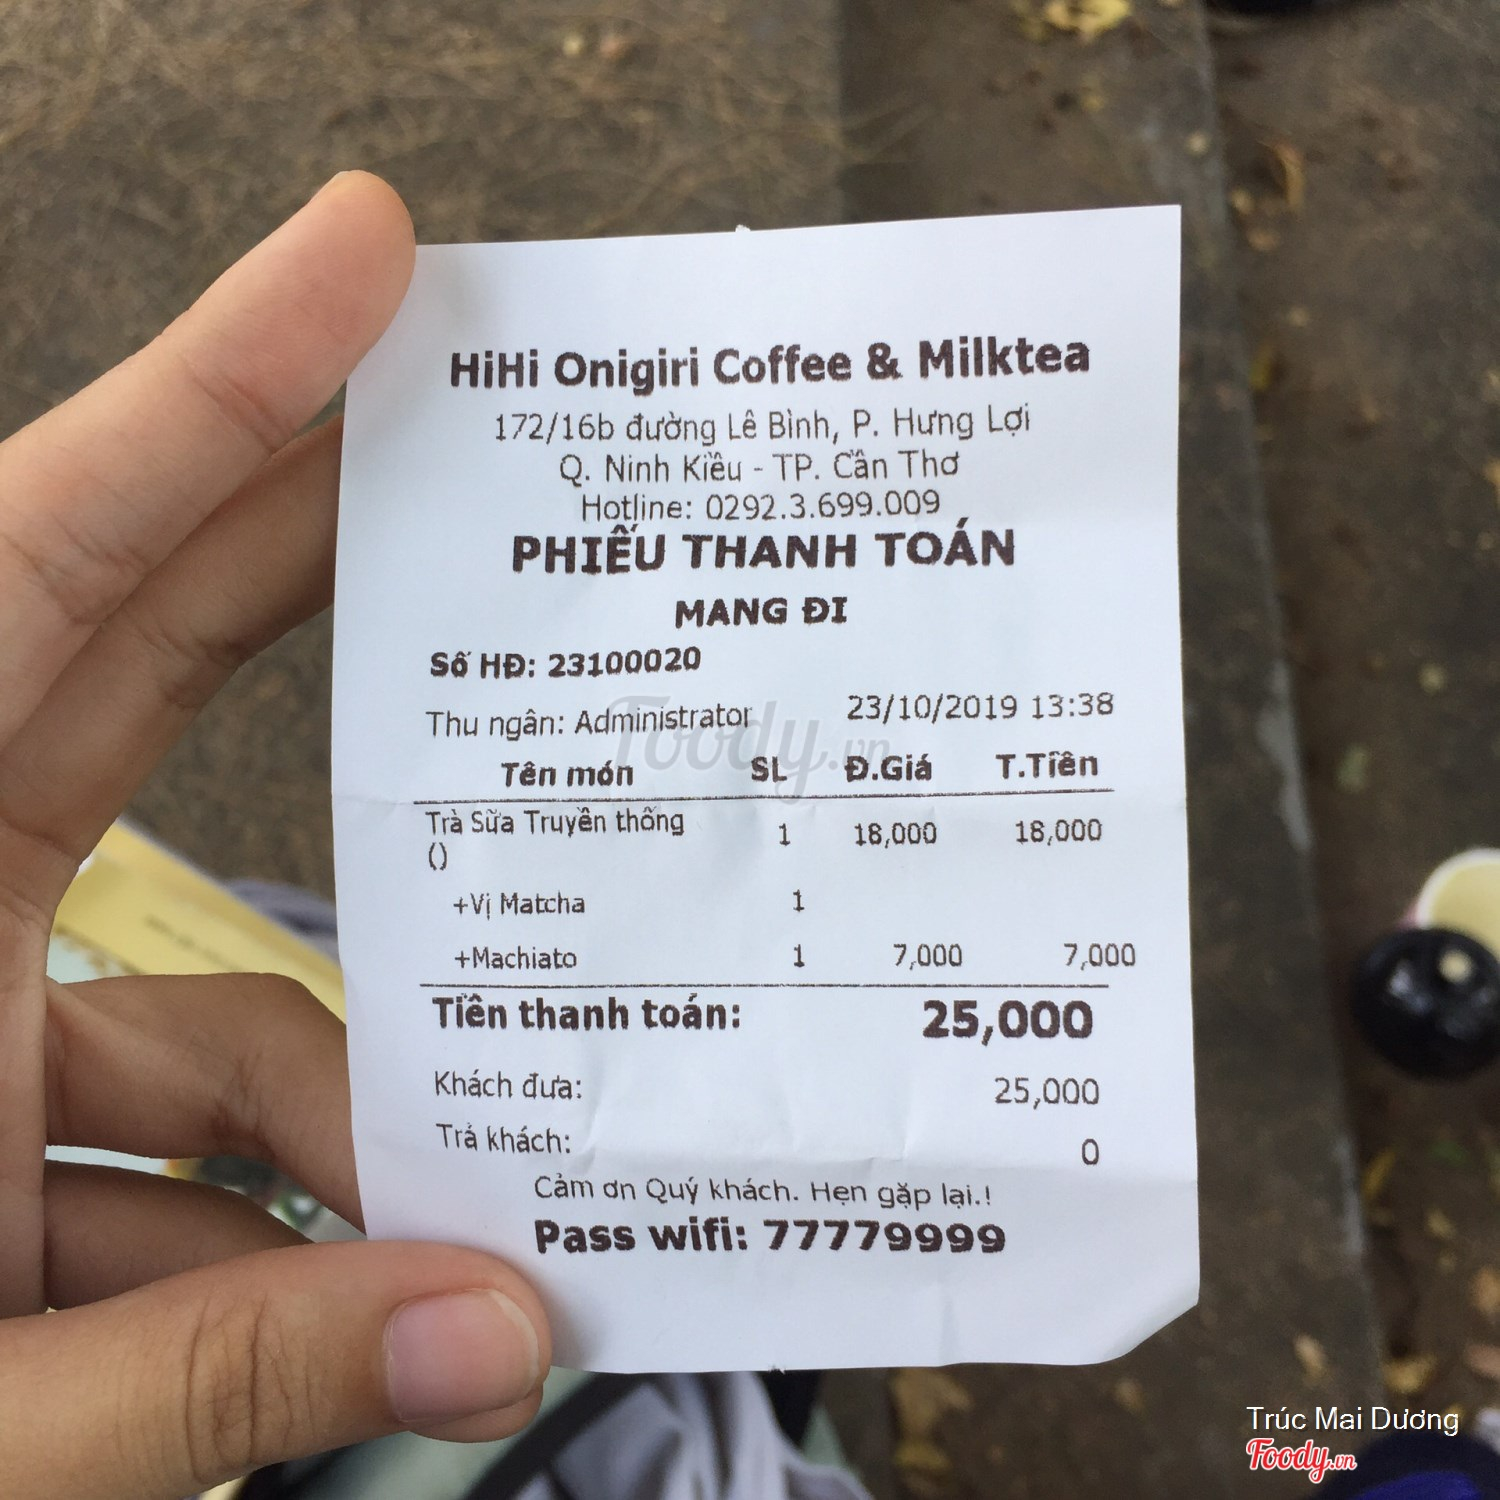 HiHi Onigiri Coffee & Milktea
172/16b đường Lê Bình, P. Hưng Lợi
Q. Ninh Kiều - TP. Cần Thơ
Hotline: 0292.3.699.009
PHIẾU THANH TOÁN
MANG ĐI
Số HĐ: 23100020
Thu ngân: Administrator 23/10/2019 13:38
Tên món SL Đ.Giá T.Tiền
Trà Sữa Truyền thống 1 18,000 18,000
()
+Vị Matcha 1
+Machiato 1 7,000 7,000
Tiền thanh toán: 25,000
Khách đưa: 25,000
Trả khách: 0
Cảm ơn Quý khách. Hẹn gặp lại.!
Pass wifi: 77779999
Foody.vn
Trúc Mai Dương
Foody.vn